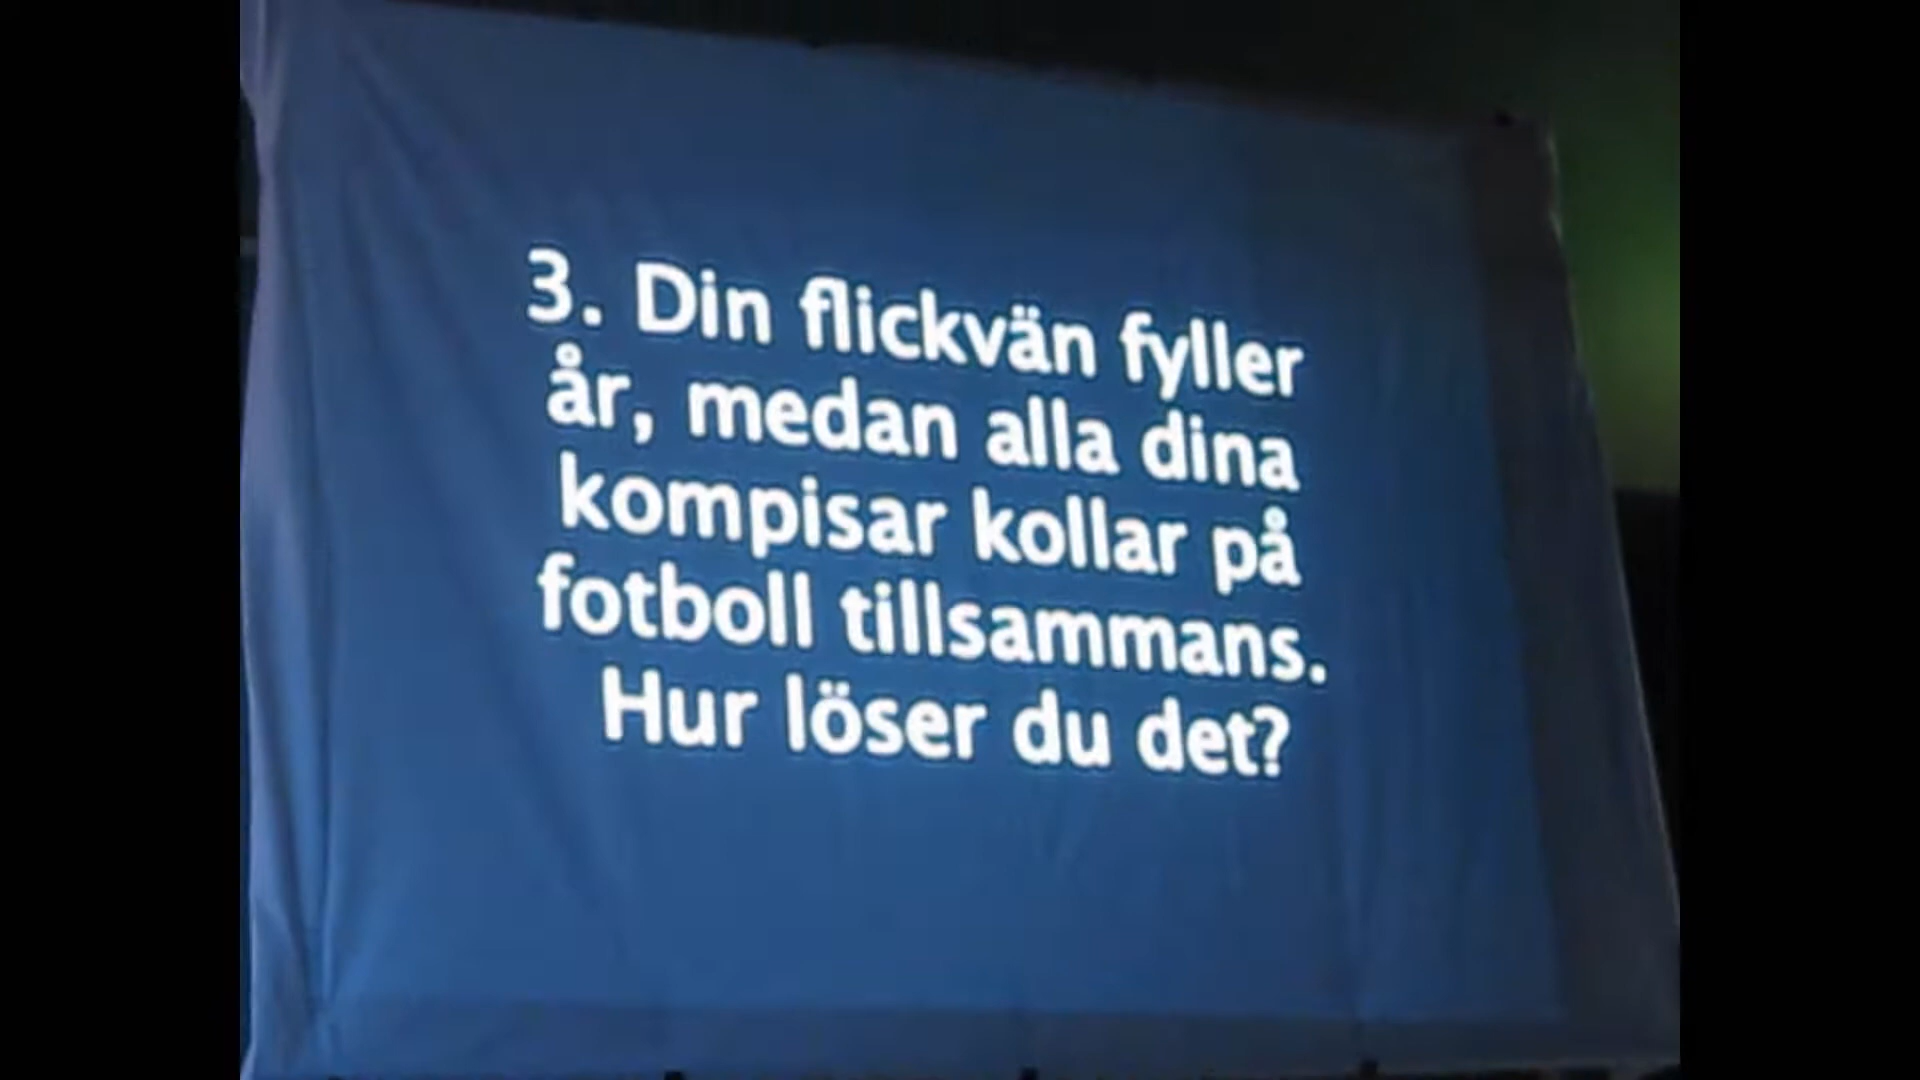 3. Din flickvän fyller
år, medan alla dina
kompisar kollar på
fotboll tillsammans.
Hur löser du det?